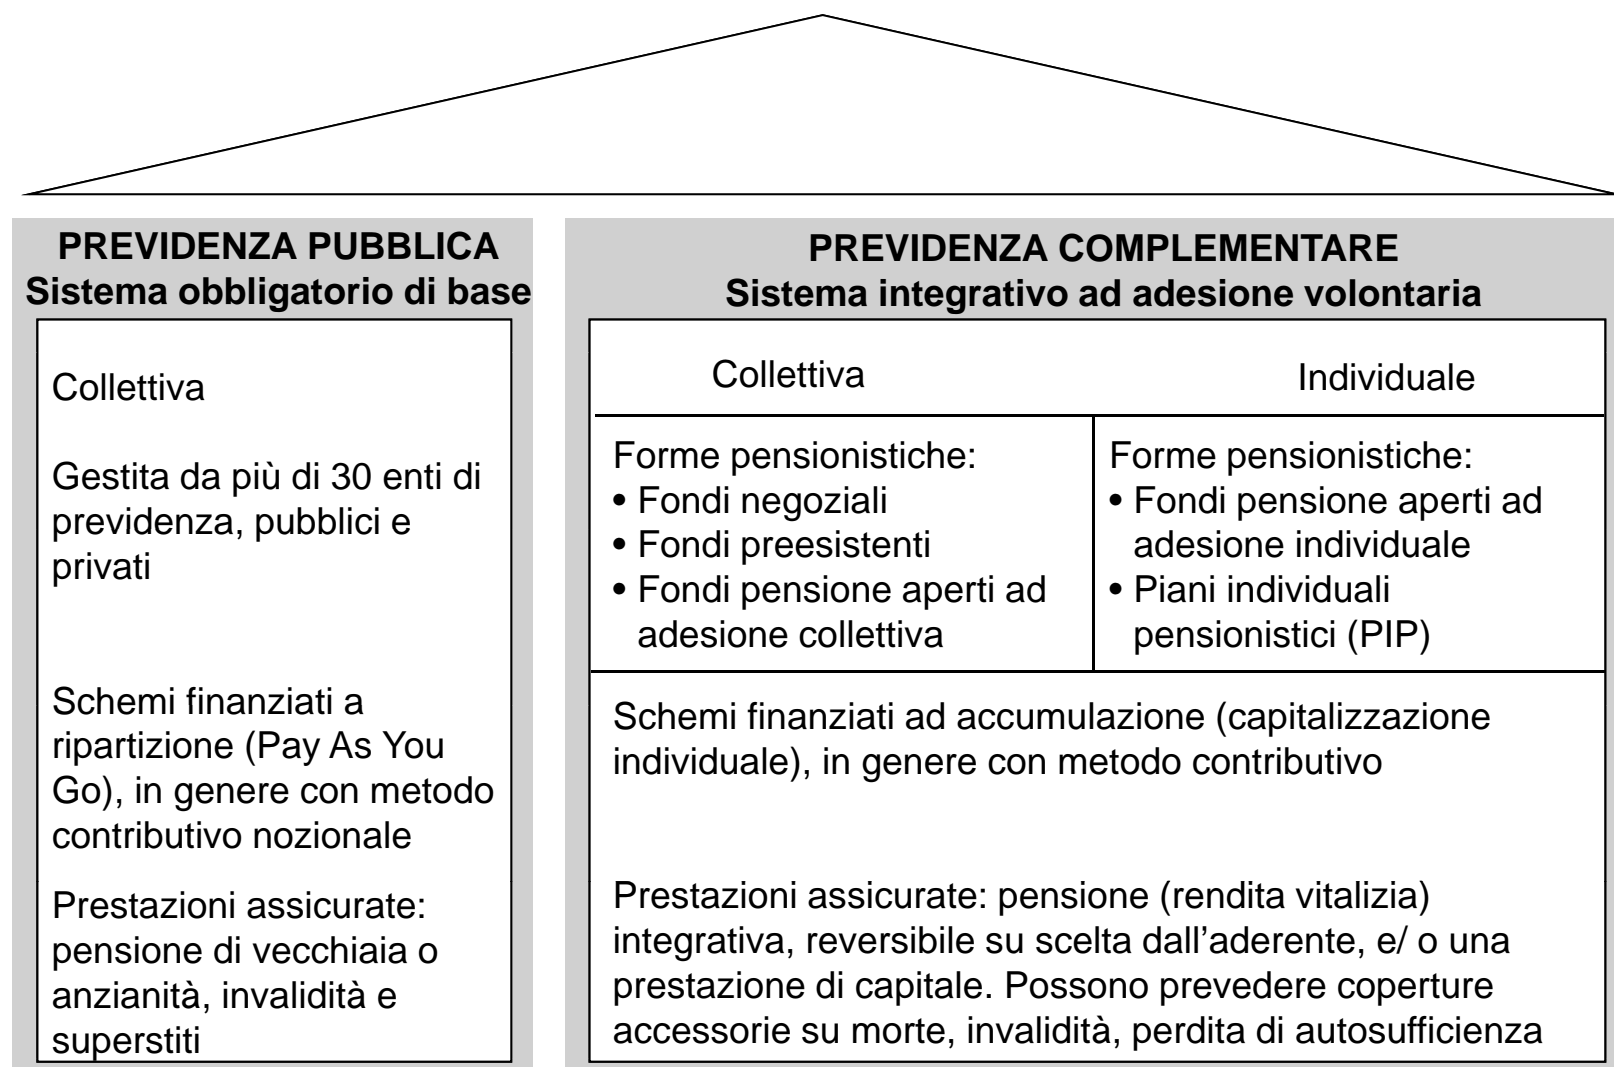 PREVIDENZA PUBBLICA
Sistema obbligatorio di base
Collettiva
Gestita da più di 30 enti di
previdenza, pubblici e
privati
Schemi finanziati a
ripartizione (Pay As You
Go), in genere con metodo
contributivo nozionale
Prestazioni assicurate:
pensione di vecchiaia o
anzianità, invalidità e
superstiti
PREVIDENZA COMPLEMENTARE
Sistema integrativo ad adesione volontaria
Collettiva
Forme pensionistiche:
• Fondi negoziali
• Fondi preesistenti
• Fondi pensione aperti ad
adesione collettiva
Individuale
Forme pensionistiche:
• Fondi pensione aperti ad
adesione individuale
• Piani individuali
pensionistici (PIP)
Schemi finanziati ad accumulazione (capitalizzazione
individuale), in genere con metodo contributivo
Prestazioni assicurate: pensione (rendita vitalizia)
integrativa, reversibile su scelta dall'aderente, e/ o una
prestazione di capitale. Possono prevedere coperture
accessorie su morte, invalidità, perdita di autosufficienza